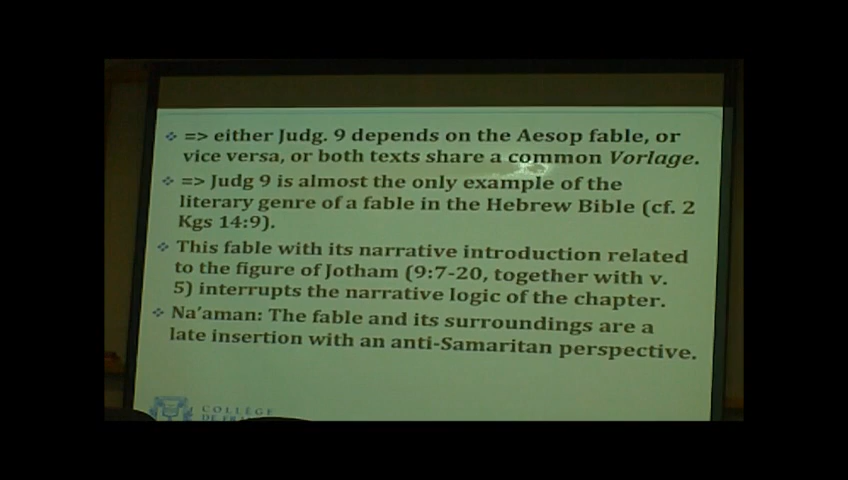 => either Judg. 9 depends on the Aesop fable, or
vice versa, or both texts share a common Vorlage.
=> Judg 9 is almost the only example of the
literary genre of a fable in the Hebrew Bible (cf. 2
Kgs 14:9).
This fable with its narrative introduction related
to the figure of Jotham (9:7-20, together with v.
5) interrupts the narrative logic of the chapter.
Na'aman: The fable and its surroundings are a
late insertion with an anti-Samaritan perspective.
COLLÈGE
DE